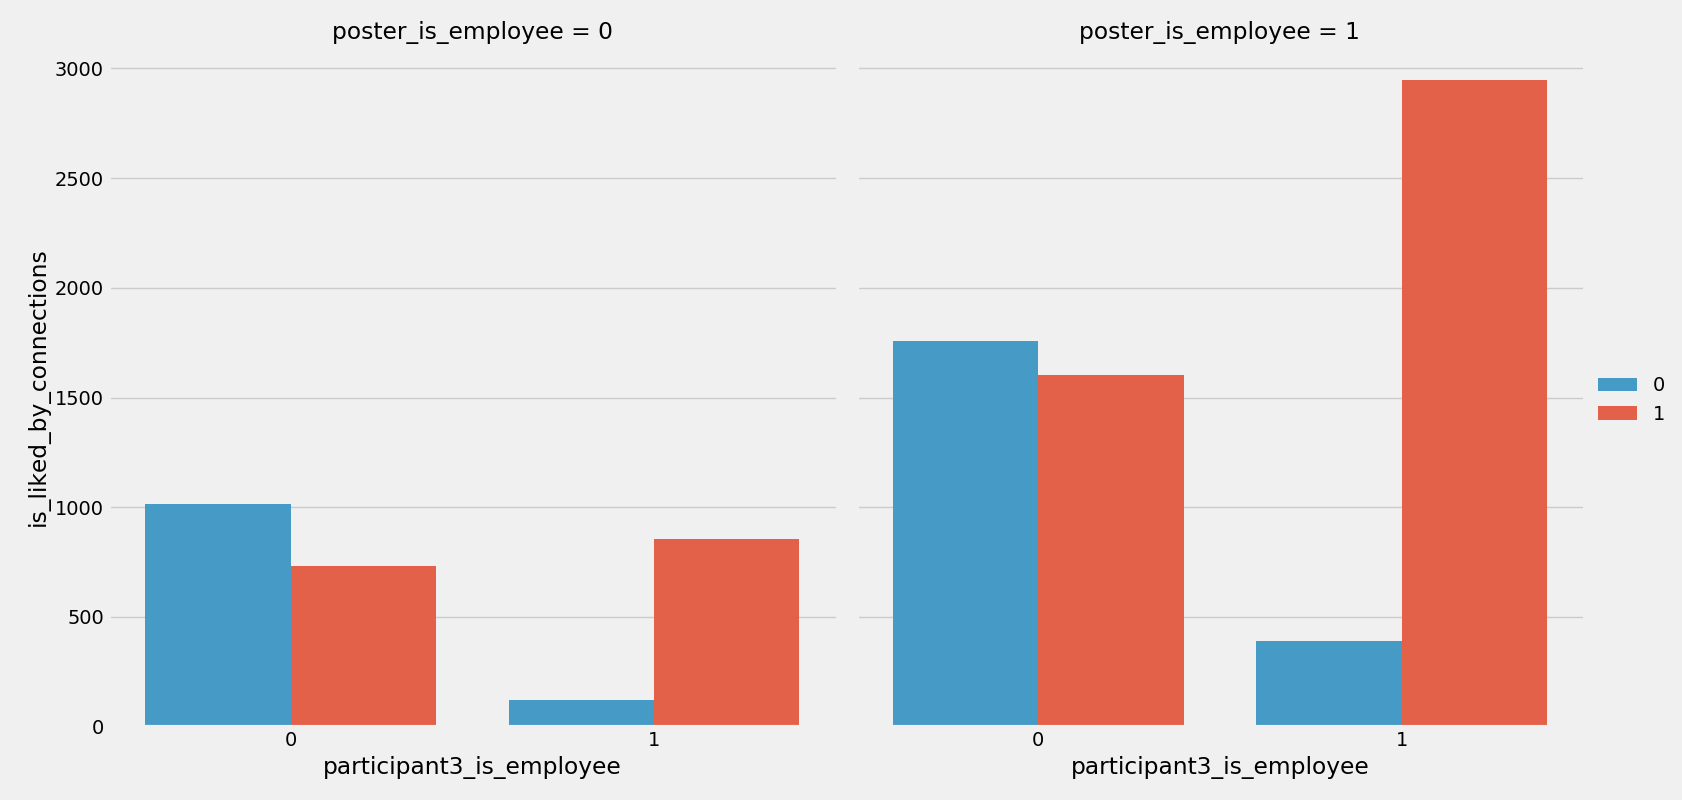 poster_is_employee = 0
poster_is_employee = 1
is_liked_by_connections
3000
2500
2000
1500
1000
500
0
0
1
0
1
participant3_is_employee
participant3_is_employee
0
1